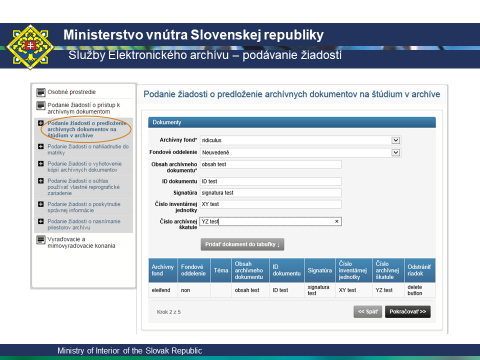 Ministerstvo vnútra Slovenskej republiky
Služby Elektronického archívu – podávanie žiadostí
Osobné prostredie
Podanie žiadosti o prístup k
archívnym dokumentom
Podanie žiadosti o predloženie
archívnych dokumentov na
štúdium v archíve
Podanie žiadosti o nahliadnutie do
matriky
Podanie žiadosti o vyhotovenie
kópií archívnych dokumentov
Podanie žiadosti o súhlas
používať vlastné reprografické
zariadenie
Podanie žiadosti o poskytnutie
správnej informácie
Podanie žiadosti o nasnímanie
priestorov archívu
Vyraďovacie a
mimovyraďovacie konania
Podanie žiadosti o predloženie archívnych dokumentov na štúdium v archíve
Dokumenty
Archívny fond* ridiculus
Fondové oddelenie Neuvedené
Obsah archívneho dokumentu* obsah test
ID dokumentu ID test
Signatúra signatura test
Číslo inventárnej jednotky XY test
Číslo archívnej škatule YZ test ×
Pridať dokument do tabuľky ↓
Archívny fond Fondové oddelenie Téma Obsah archívneho dokumentu ID dokumentu Signatúra Číslo inventárnej jednotky Číslo archívnej škatule Odstrániť riadok
eleifend non obsah test ID test signatura test XY test YZ test delete button
Krok 2 z 5
<< Späť Pokračovať >>
Ministry of Interior of the Slovak Republic